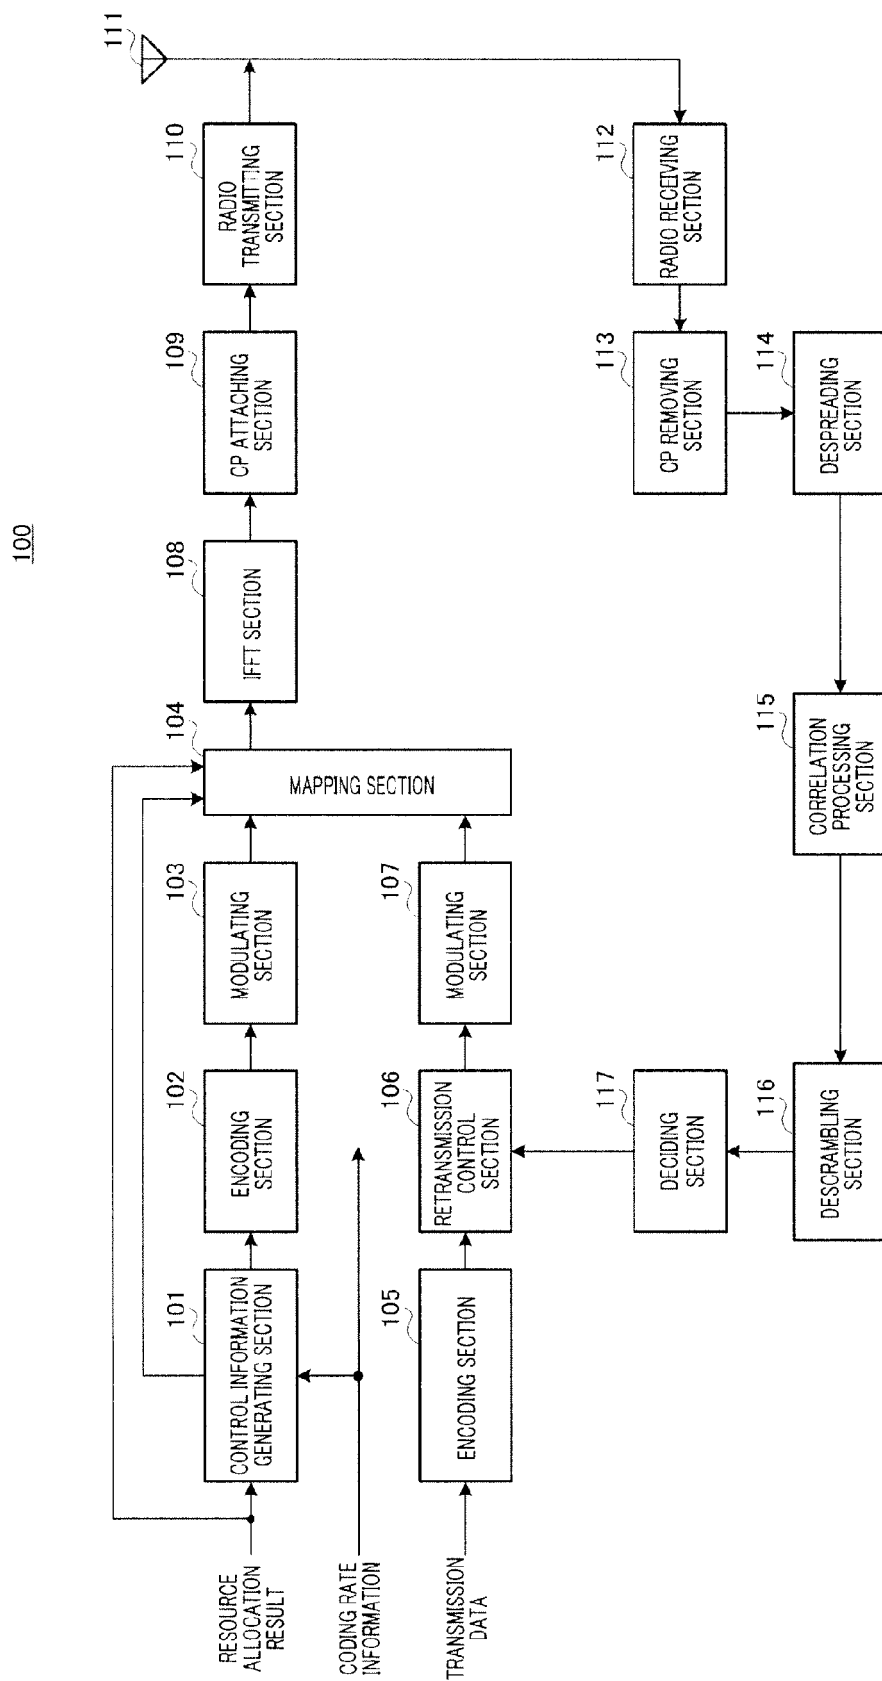 100
RESOURCE
ALLOCATION
RESULT
CODING RATE
INFORMATION
TRANSMISSION
DATA
101
CONTROL INFORMATION
GENERATING SECTION
102
ENCODING
SECTION
103
MODULATING
SECTION
104
MAPPING SECTION
105
ENCODING SECTION
106
RETRANSMISSION
CONTROL
SECTION
107
MODULATING
SECTION
108
IFFT SECTION
109
CP ATTACHING
SECTION
110
RADIO
TRANSMITTING
SECTION
111
112
RADIO RECEIVING
SECTION
113
CP REMOVING
SECTION
114
DESPREADING
SECTION
115
CORRELATION
PROCESSING
SECTION
116
DESCRAMBLING
SECTION
117
DECIDING
SECTION